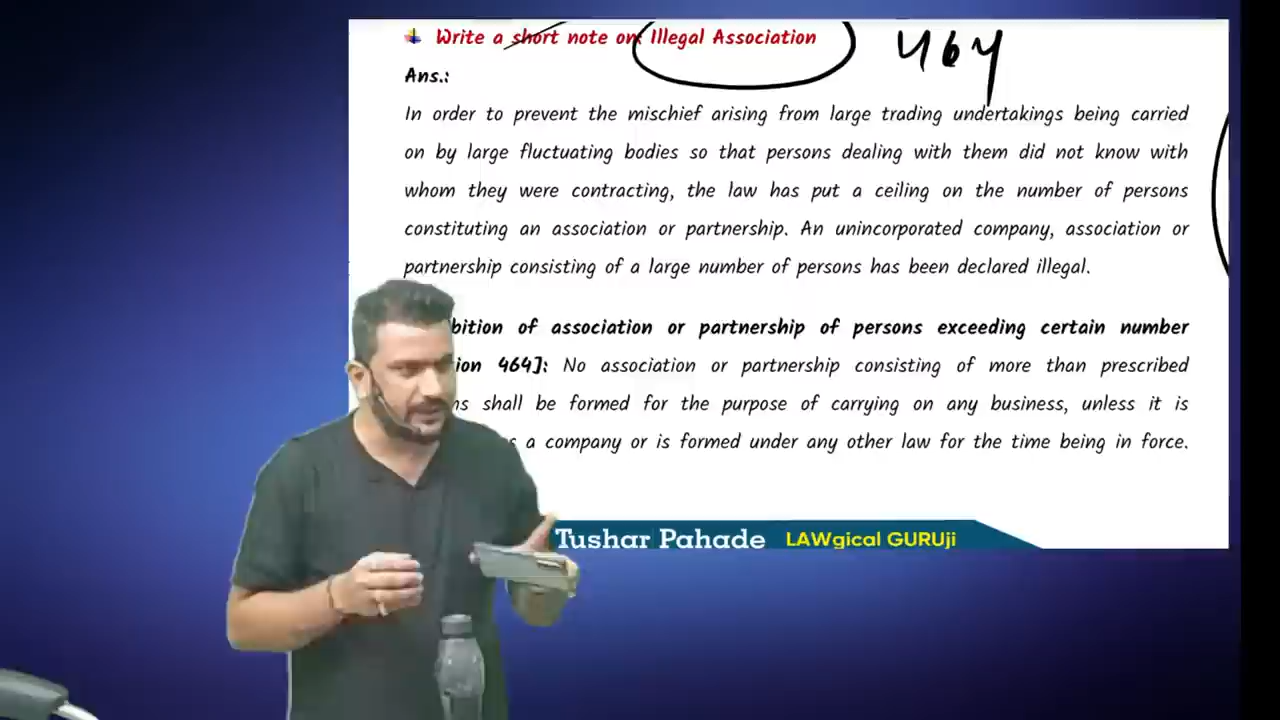 Write a short note on: Illegal Association
464
Ans.:
In order to prevent the mischief arising from large trading undertakings being carried
on by large fluctuating bodies so that persons dealing with them did not know with
whom they were contracting, the law has put a ceiling on the number of persons
constituting an association or partnership. An unincorporated company, association or
partnership consisting of a large number of persons has been declared illegal.
bition of association or partnership of persons exceeding certain number
ion 464]: No association or partnership consisting of more than prescribed
ns shall be formed for the purpose of carrying on any business, unless it is
s a company or is formed under any other law for the time being in force.
Tushar Pahade LAWgical GURUji